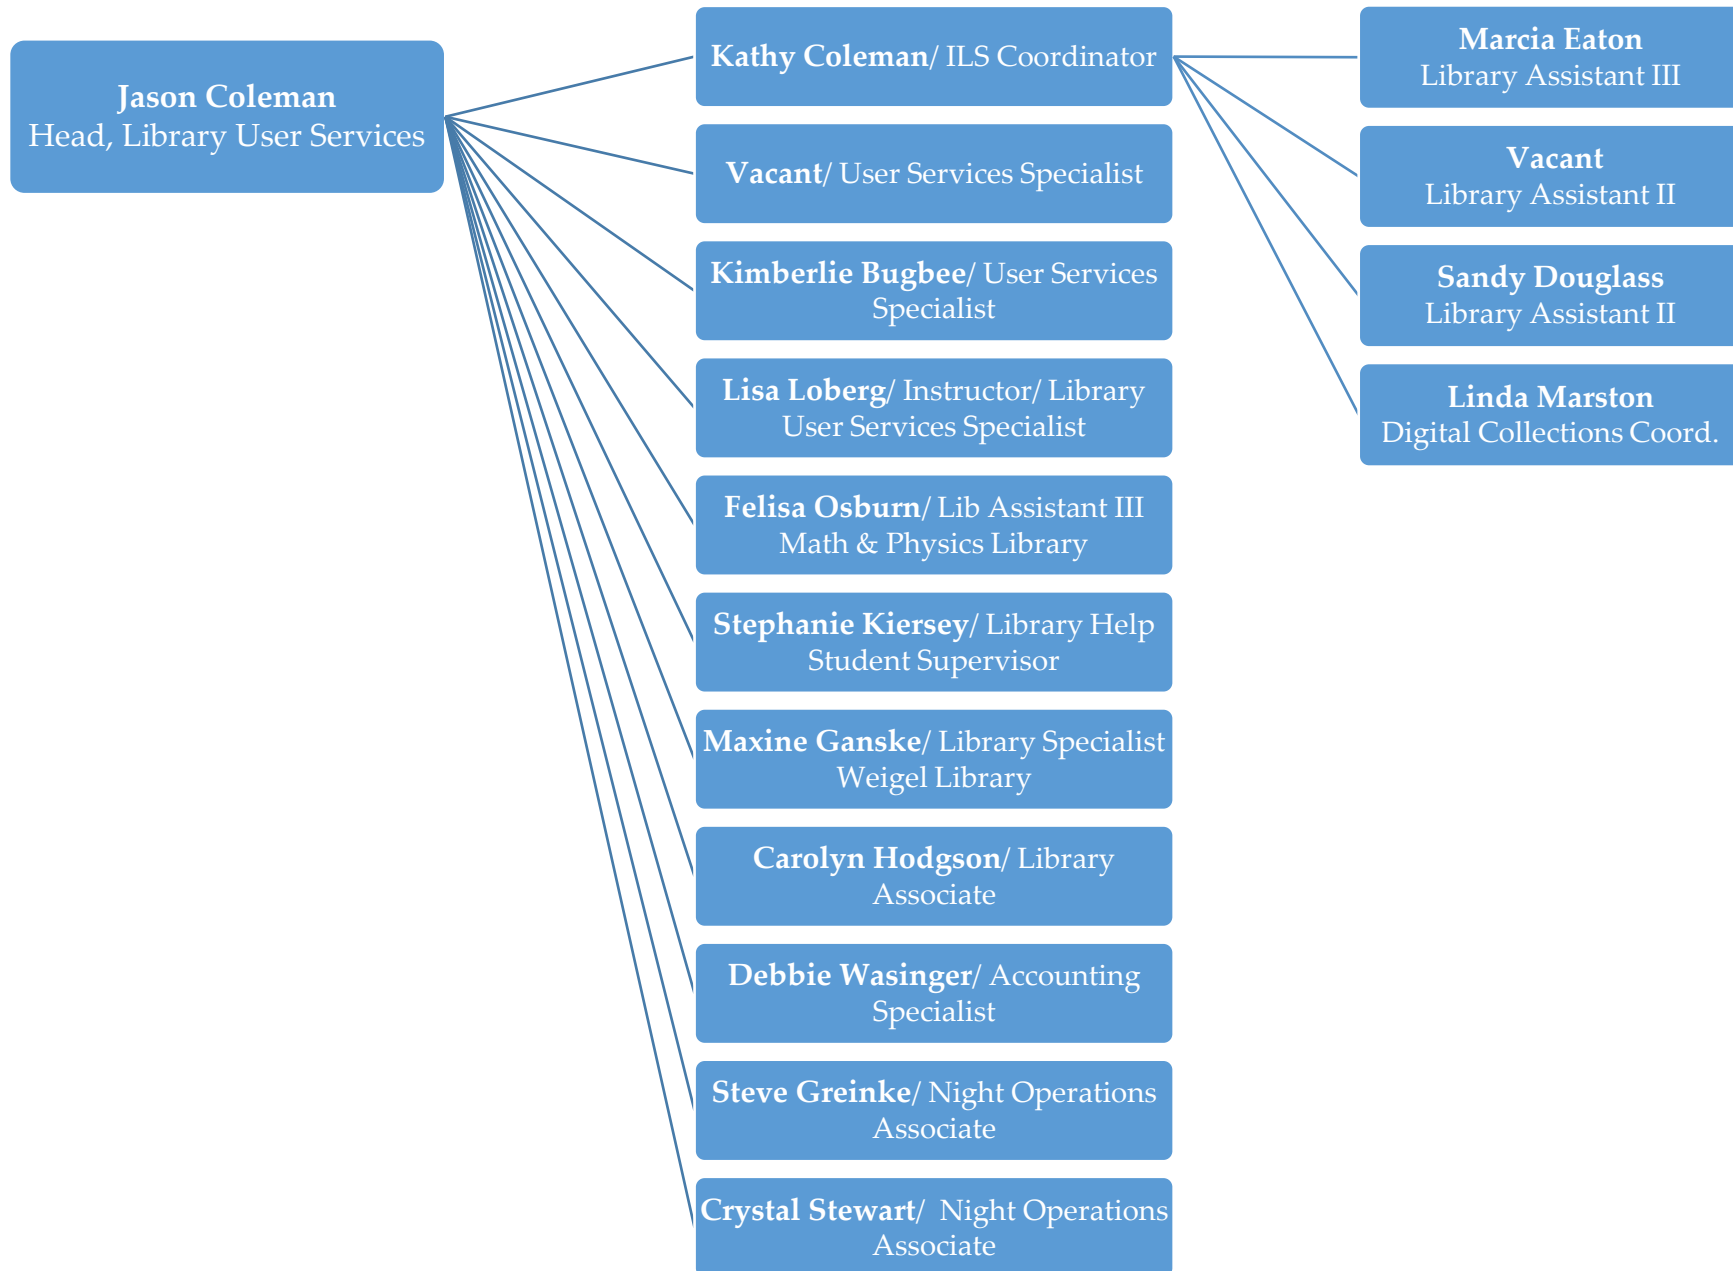 Jason Coleman
Head, Library User Services
Kathy Coleman/ ILS Coordinator
Vacant/ User Services Specialist
Kimberlie Bugbee/ User Services
Specialist
Lisa Loberg/ Instructor/ Library
User Services Specialist
Felisa Osburn/ Lib Assistant III
Math & Physics Library
Stephanie Kiersey/ Library Help
Student Supervisor
Maxine Ganske/ Library Specialist
Weigel Library
Carolyn Hodgson/ Library
Associate
Debbie Wasinger/ Accounting
Specialist
Steve Greinke/ Night Operations
Associate
Crystal Stewart/ Night Operations
Associate
Marcia Eaton
Library Assistant III
Vacant
Library Assistant II
Sandy Douglass
Library Assistant II
Linda Marston
Digital Collections Coord.